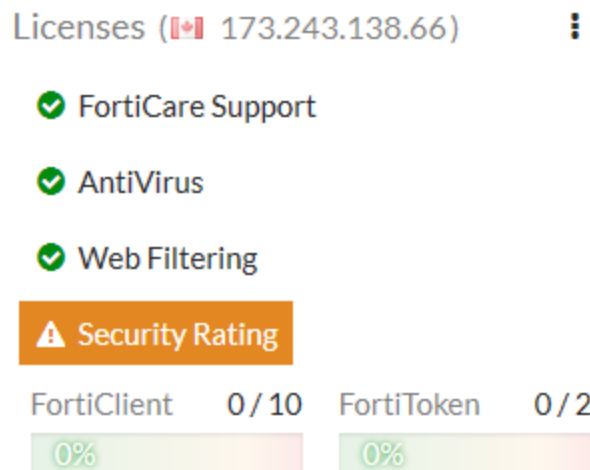 Licenses (173.243.138.66)
FortiCare Support
AntiVirus
Web Filtering
Security Rating
FortiClient 0 / 10 FortiToken 0 / 2
0% 0%